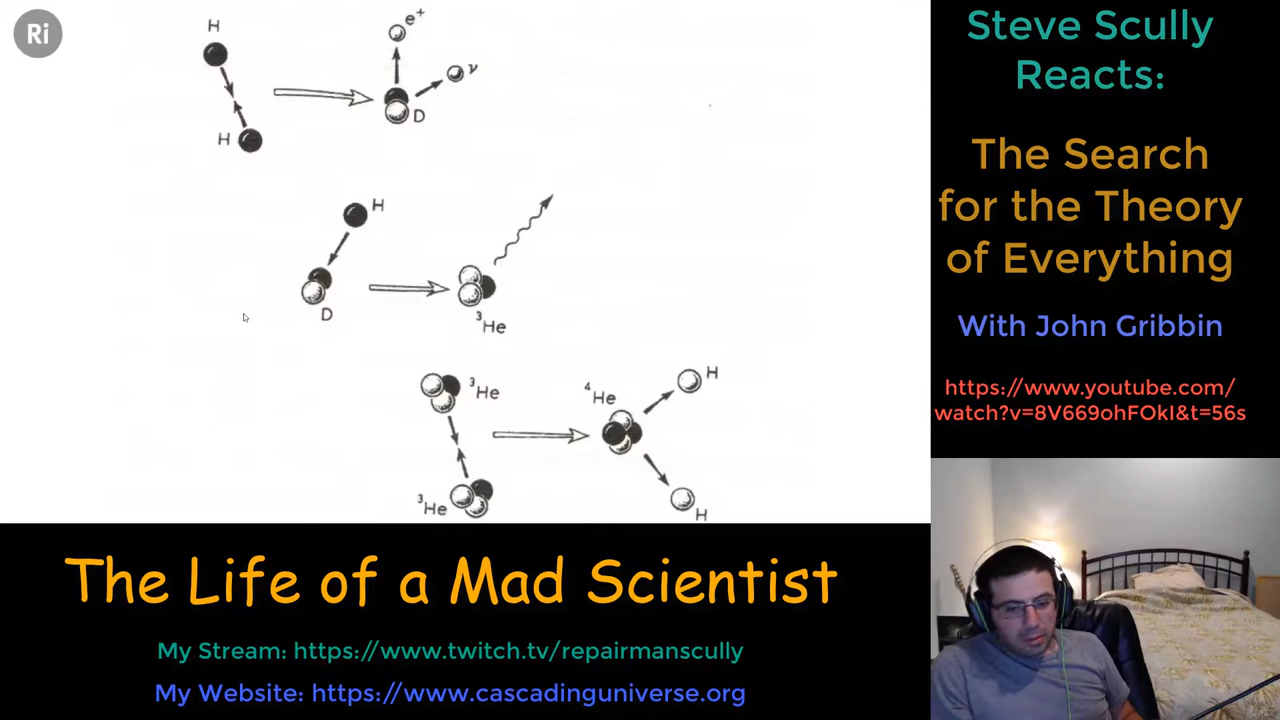 Ri
H
H
e+
ν
D
H
D
³He
³He
³He
⁴He
H
H
Steve Scully
Reacts:
The Search
for the Theory
of Everything
With John Gribbin
https://www.youtube.com/
watch?v=8V669ohFOkI&t=56s
The Life of a Mad Scientist
My Stream: https://www.twitch.tv/repairmanscully
My Website: https://www.cascadinguniverse.org